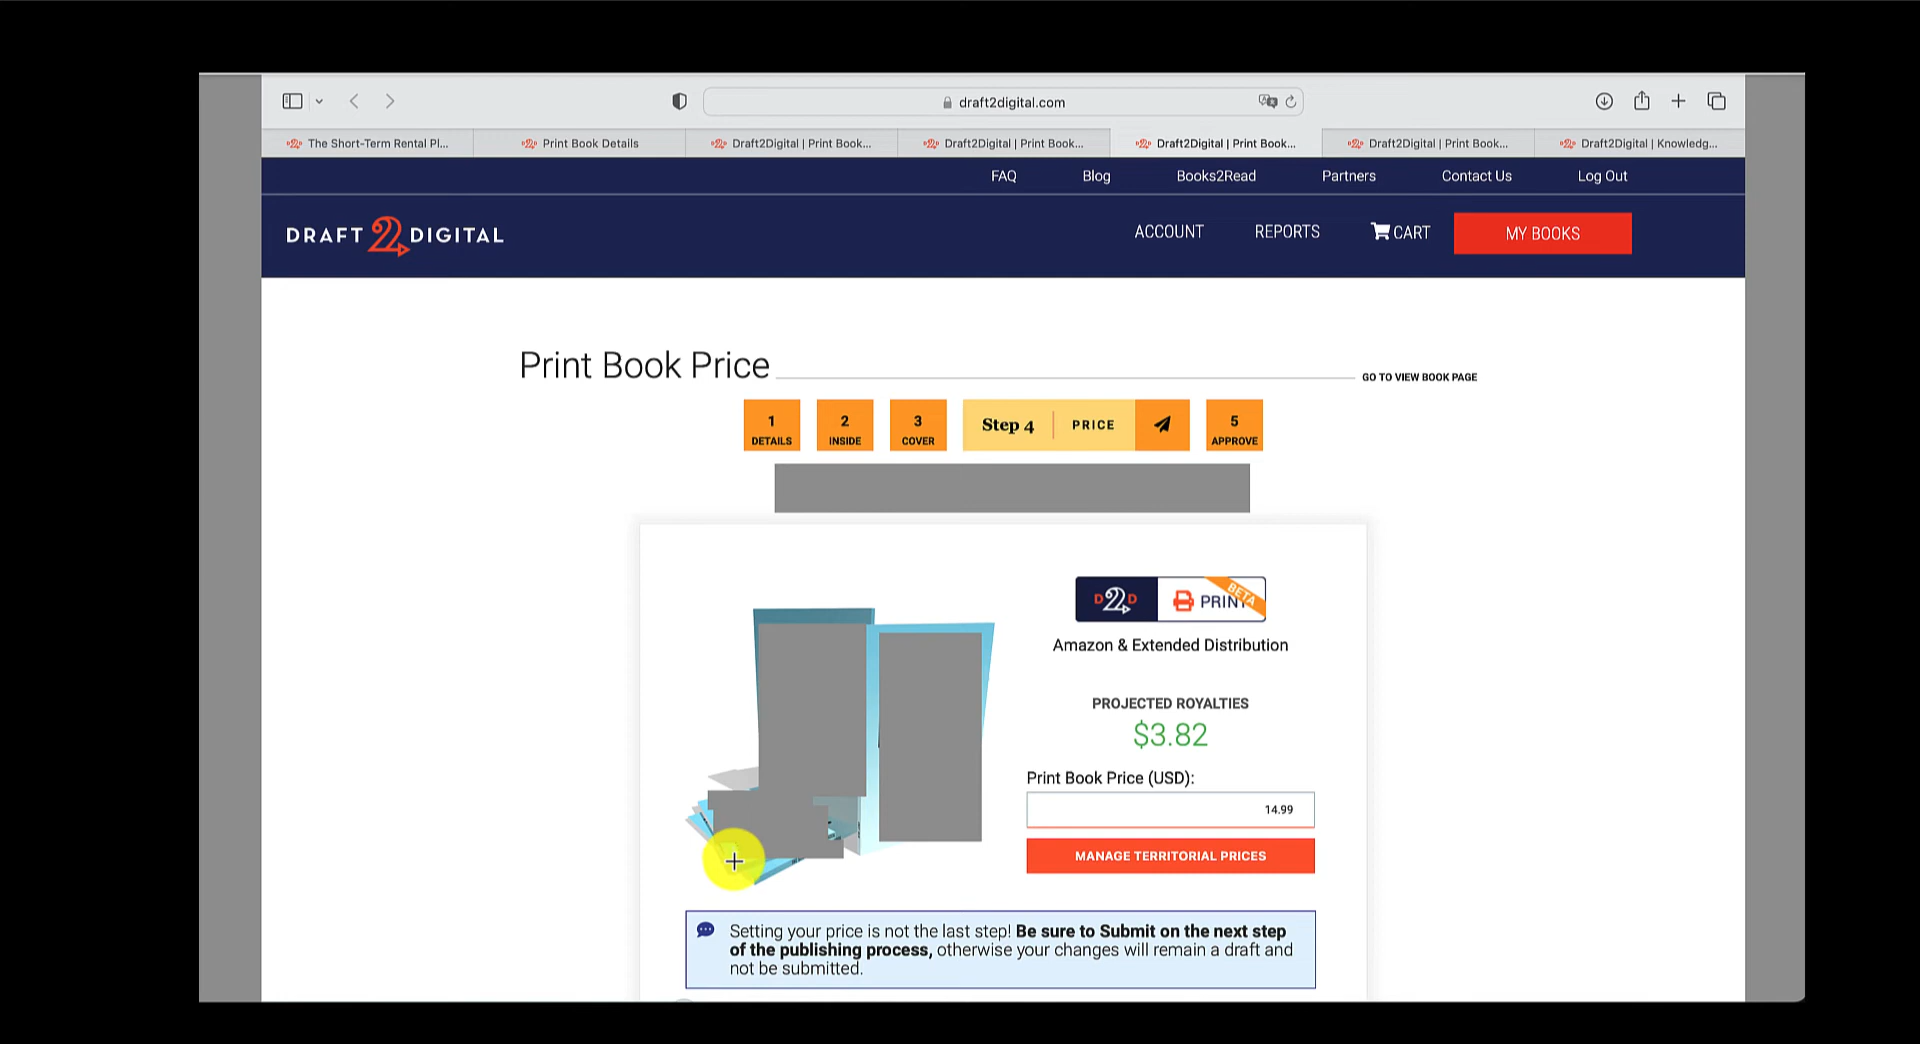 draft2digital.com
The Short-Term Rental Pl...
Print Book Details
Draft2Digital | Print Book...
Draft2Digital | Print Book...
Draft2Digital | Print Book...
Draft2Digital | Print Book...
Draft2Digital | Knowledg...
FAQ
Blog
Books2Read
Partners
Contact Us
Log Out
DRAFT 2 DIGITAL
ACCOUNT
REPORTS
CART
MY BOOKS
Print Book Price
GO TO VIEW BOOK PAGE
1
DETAILS
2
INSIDE
3
COVER
Step 4
PRICE
5
APPROVE
D2D
PRINT
BETA
Amazon & Extended Distribution
PROJECTED ROYALTIES
$3.82
Print Book Price (USD):
14.99
MANAGE TERRITORIAL PRICES
Setting your price is not the last step! Be sure to Submit on the next step
of the publishing process, otherwise your changes will remain a draft and
not be submitted.